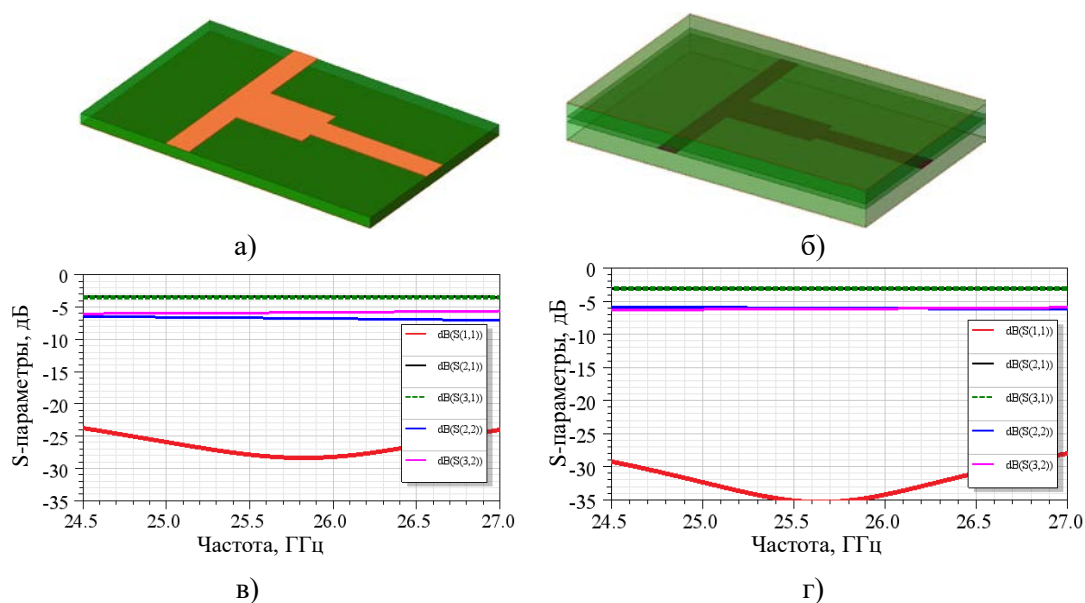 а)
б)
S-параметры, дБ
0
-5
-10
-15
-20
-25
-30
-35
dB(S(1,1))
dB(S(2,1))
dB(S(3,1))
dB(S(2,2))
dB(S(3,2))
24.5
25.0
25.5
26.0
26.5
27.0
Частота, ГГц
S-параметры, дБ
0
-5
-10
-15
-20
-25
-30
-35
dB(S(1,1))
dB(S(2,1))
dB(S(3,1))
dB(S(2,2))
dB(S(3,2))
24.5
25.0
25.5
26.0
26.5
27.0
Частота, ГГц
в)
г)